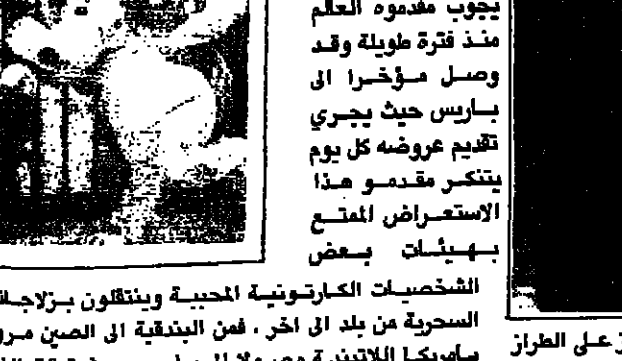 يجوب مقدموه العالم
منذ فترة طويلة وقد
وصل مؤخرا الى
باريس حيث يجري
تقديم عروضه كل يوم
يتنكر مقدمو هذا
الاستعراض الممتع
بهيئات بعض
الشخصيات الكارتونية المحببة وينتقلون
السحرية من بلد الى اخر . فمن البندقية الى الصين
بأمريكا اللاتينية
على الطراز